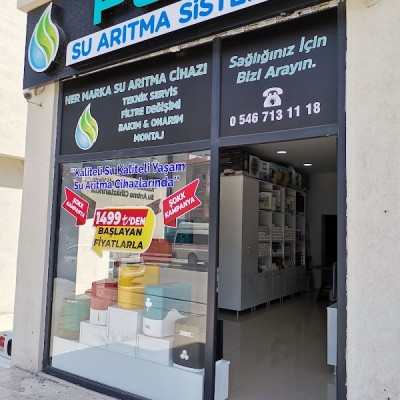 SU ARITMA SİSTE
HER MARKA SU ARITMA CİHAZI
TEKNİK SERVİS
FİLTRE DEĞİŞİMİ
BAKIM & ONARIM
MONTAJ
Sağlığınız İçin
Bizi Arayın.
0 546 713 11 18
"Kaliteli Su Kaliteli Yaşam
Su Arıtma Cihazlarında"
ŞOKK
KAMPANYA
1499 ₺'DEN
BAŞLAYAN
FİYATLARLA
ŞOKK
KAMPANYA